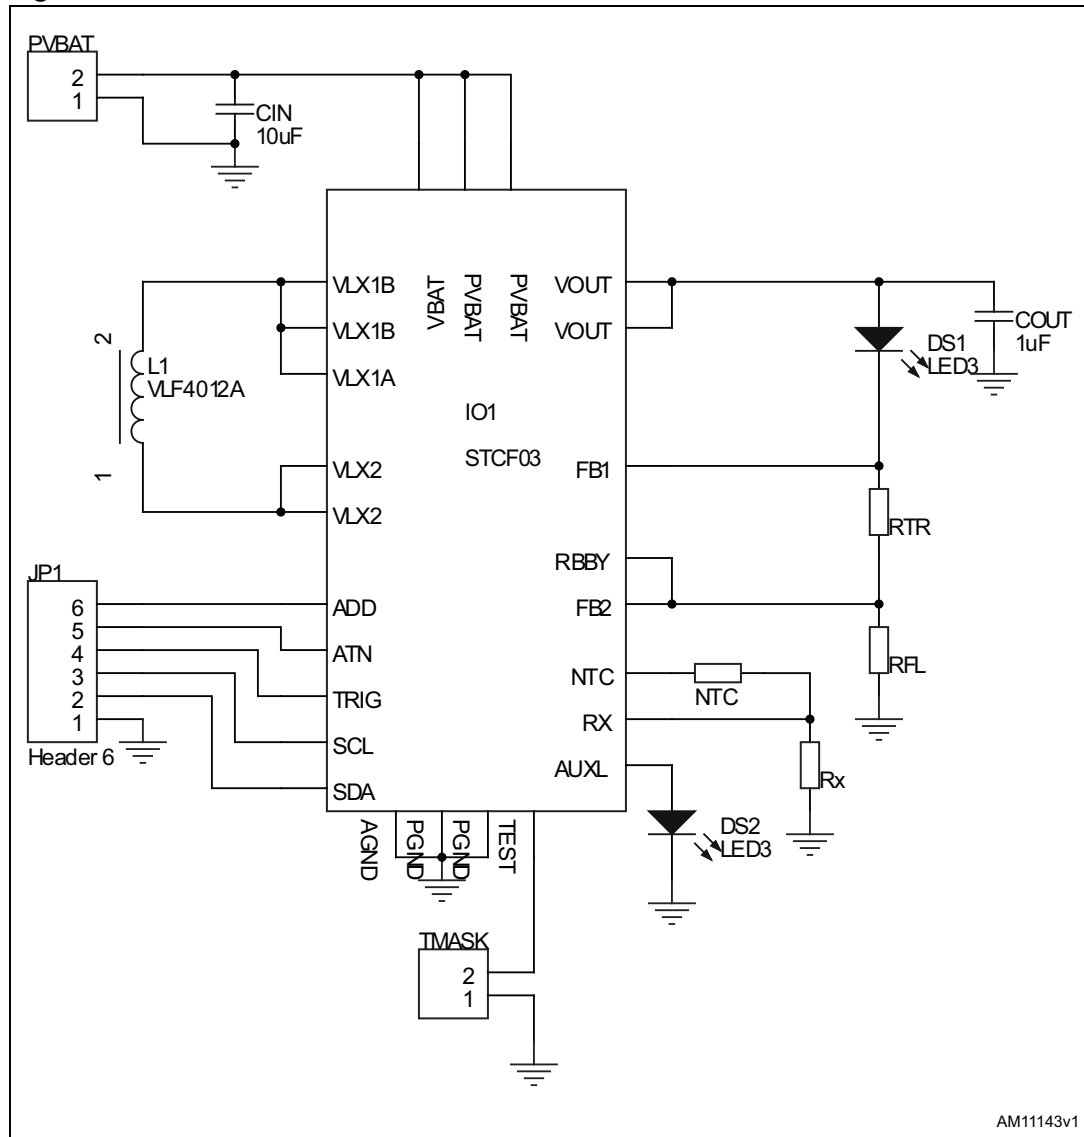 PVBAT
2
1
CIN
10uF
VLX1B
VLX1B
VLX1A
VLX2
VLX2
VBAT
PVBAT
PVBAT
VOUT
VOUT
2
L1
VLF4012A
1
IO1
STCF03
DS1
LED3
COUT
1uF
FB1
RTR
RBBY
FB2
RFL
JP1
6
5
4
3
2
1
Header 6
ADD
ATN
TRIG
SCL
SDA
NTC
NTC
RX
Rx
AUXL
DS2
LED3
AGND
PGND
PGND
TEST
TMASK
2
1
AM11143v1